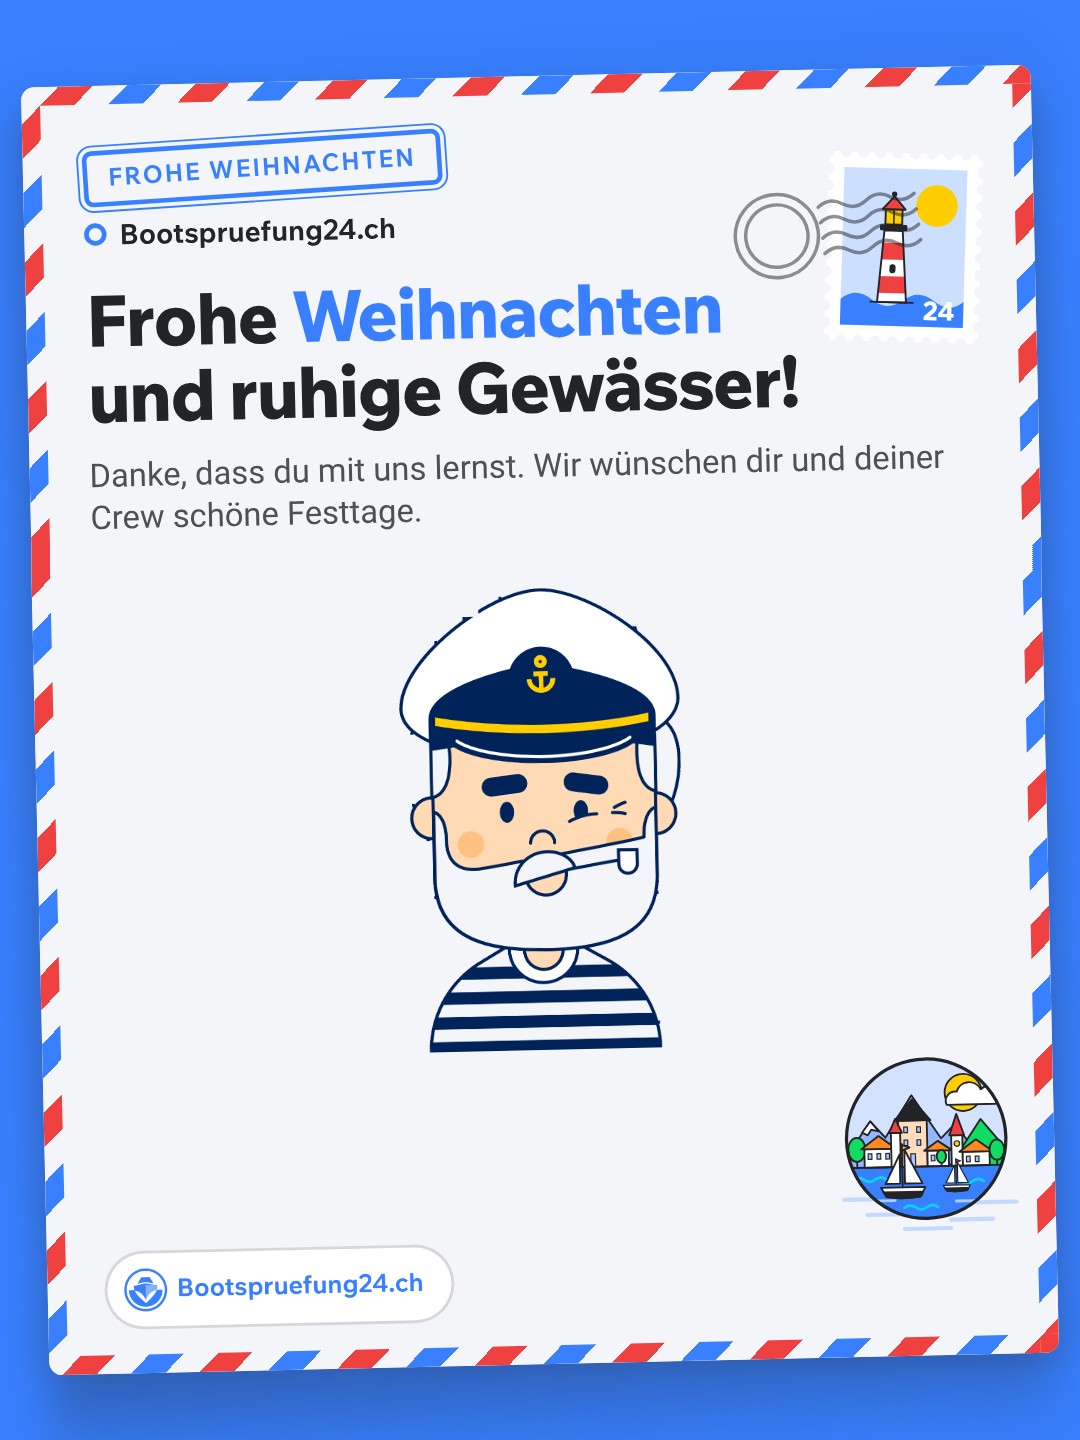 FROHE WEIHNACHTEN
Bootspruefung24.ch
24
Frohe Weihnachten
und ruhige Gewässer!
Danke, dass du mit uns lernst. Wir wünschen dir und deiner
Crew schöne Festtage.
Bootspruefung24.ch